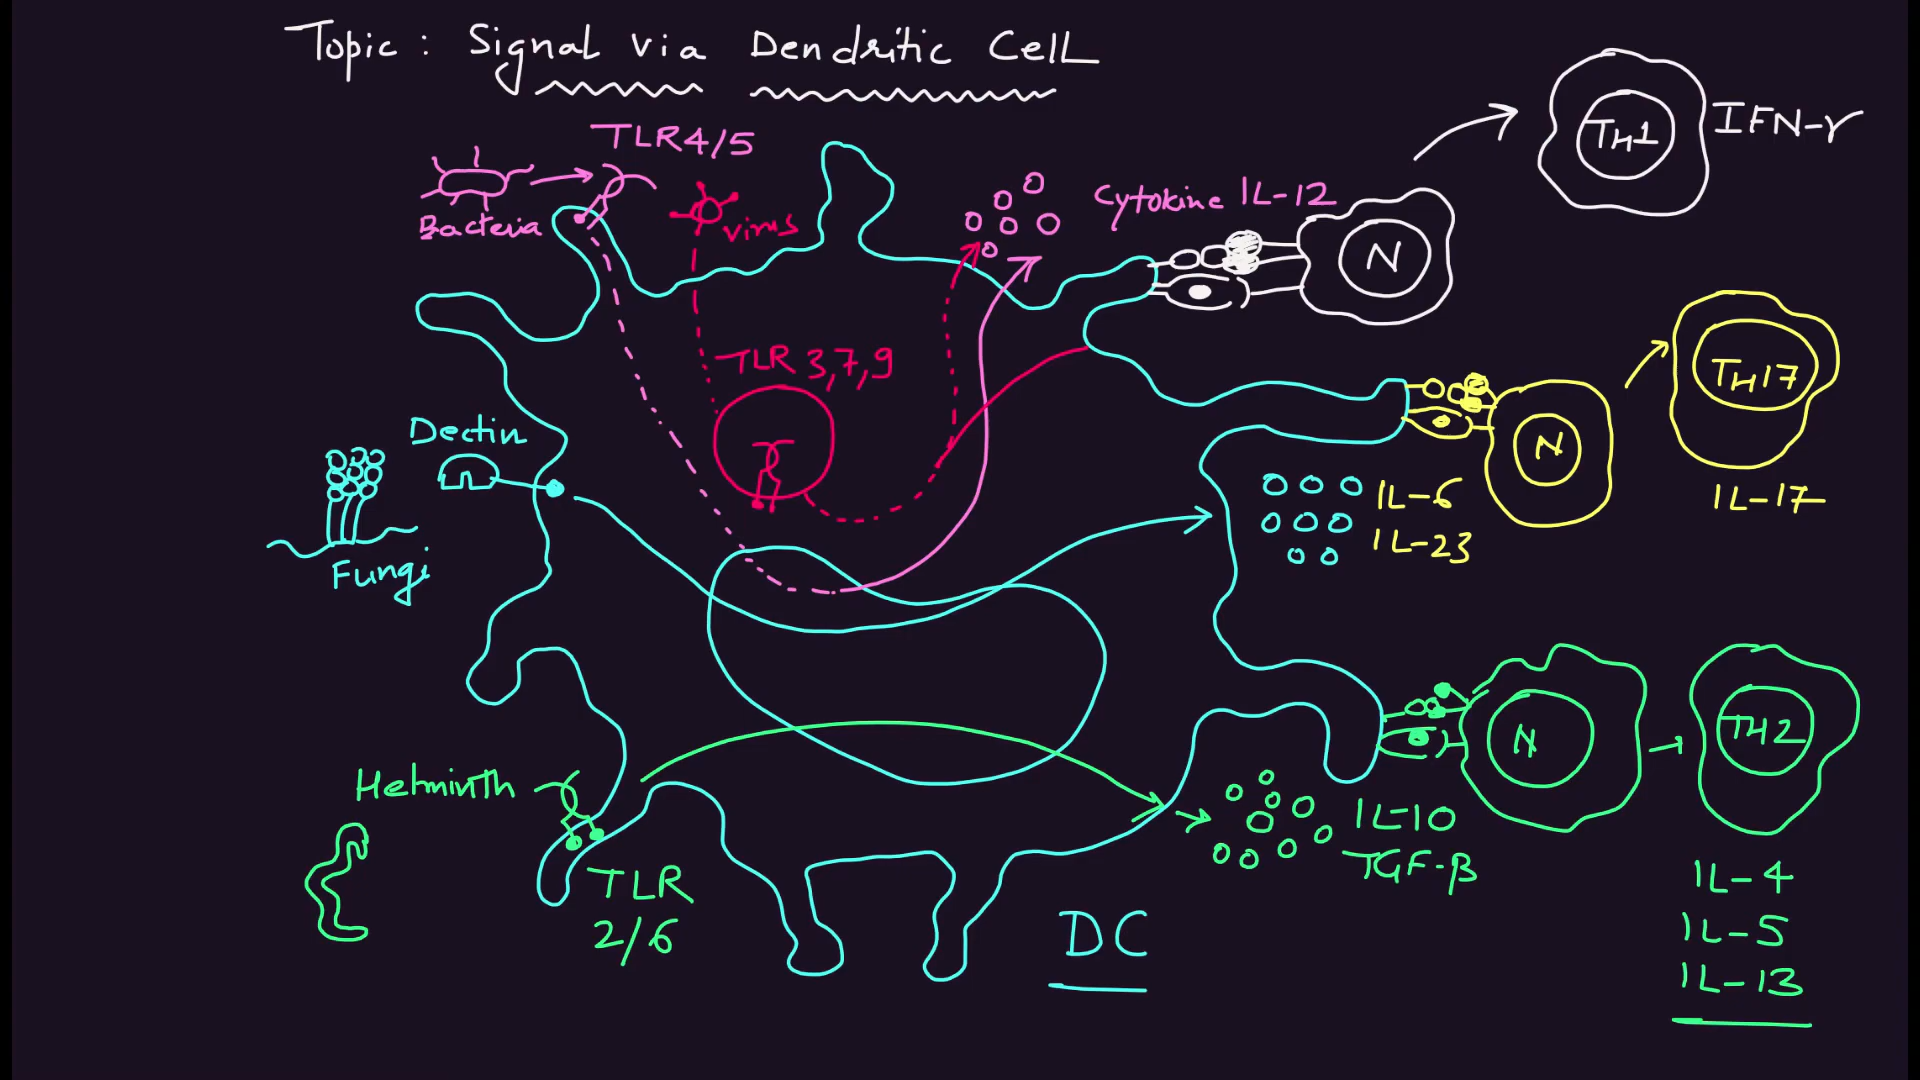 Topic : Signal via Dendritic Cell
TLR4/5
Bacteria
virus
Cytokine IL-12
N
TH1
IFN-γ
TLR 3,7,9
Dectin
Fungi
IL-6
IL-23
N
TH17
IL-17
Helminth
TLR
2/6
IL-10
TGF-β
N
TH2
IL-4
IL-5
IL-13
DC